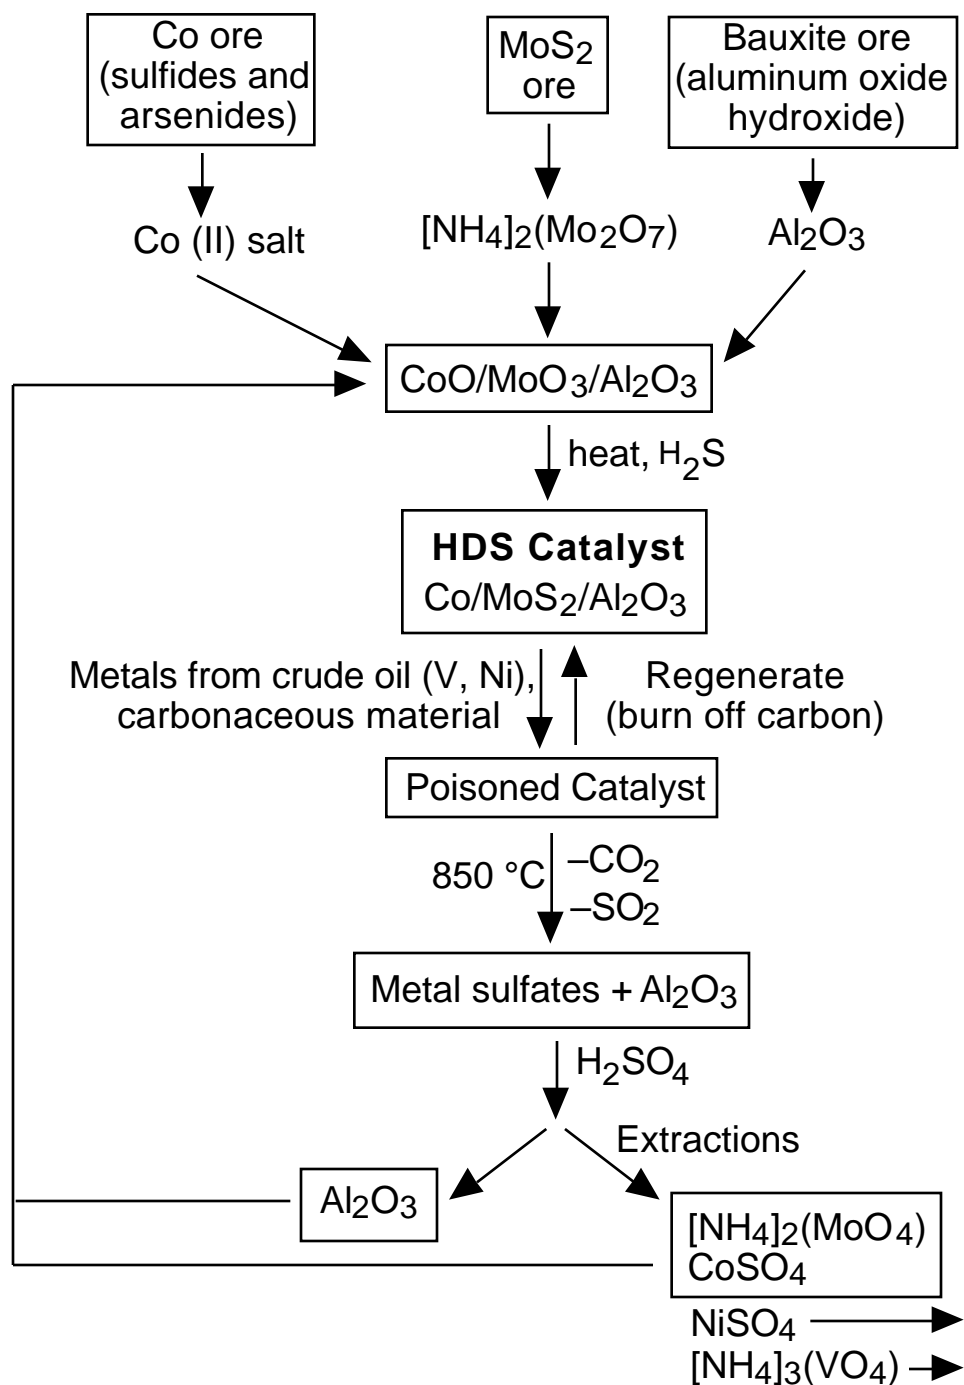 Co ore
(sulfides and
arsenides)
MoS2
ore
Bauxite ore
(aluminum oxide
hydroxide)
Co (II) salt
[NH4]2(Mo2O7)
Al2O3
CoO/MoO3/Al2O3
heat, H2S
HDS Catalyst
Co/MoS2/Al2O3
Metals from crude oil (V, Ni),
carbonaceous material
Regenerate
(burn off carbon)
Poisoned Catalyst
850 °C
–CO2
–SO2
Metal sulfates + Al2O3
H2SO4
Extractions
Al2O3
[NH4]2(MoO4)
CoSO4
NiSO4
[NH4]3(VO4)